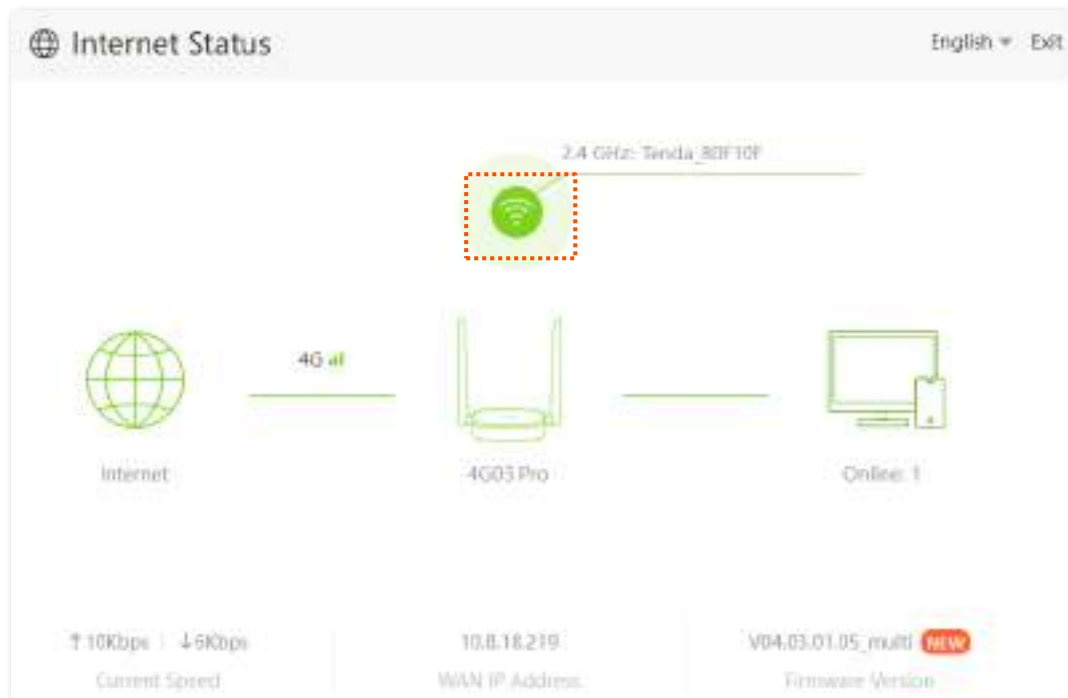 Internet Status
English Exit
2.4 GHz: Tenda_80F10F
4G
Internet
4G03 Pro
Online: 1
↑ 10Kbps ↓ 6Kbps
10.8.18.219
V04.03.01.05_multi NEW
Current Speed
WAN IP Address
Firmware Version